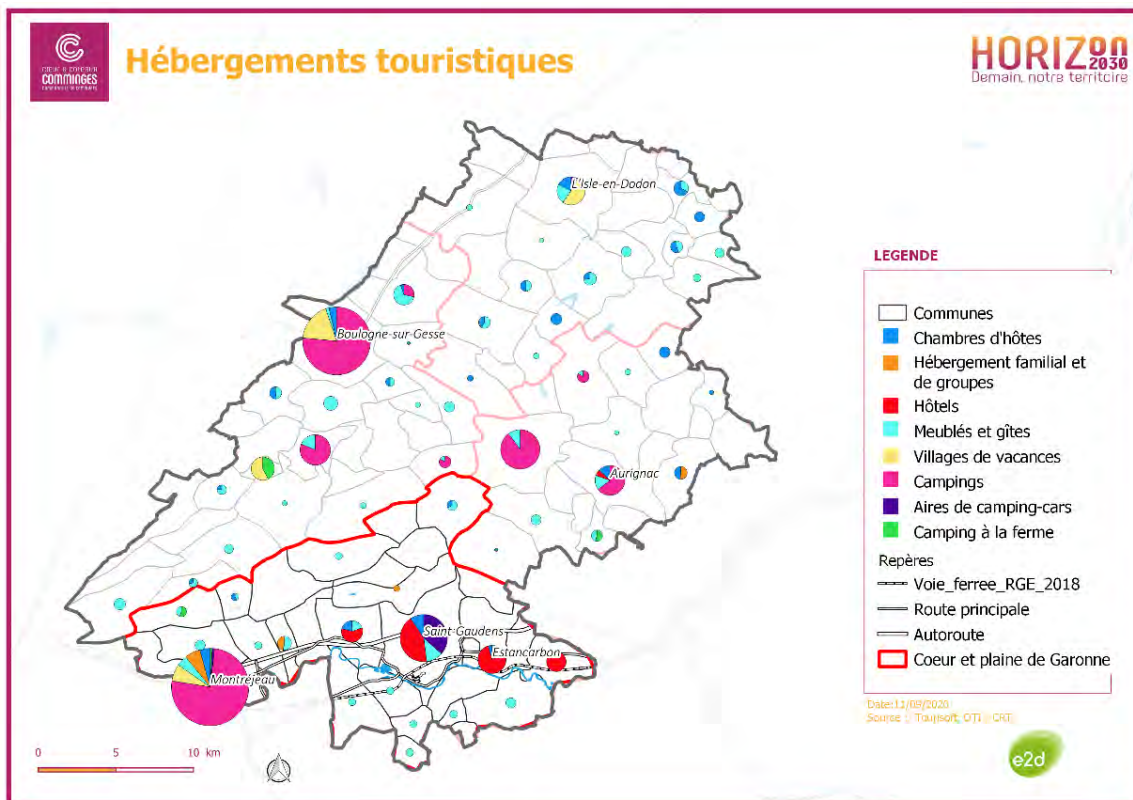 COMMINGES
Hébergements touristiques
HORIZON
2030
Demain, notre territoire
L'Isle-en-Dodon
Boulogne-sur-Gesse
Aurignac
Saint-Gaudens
Estancarbon
Montréjeau
LEGENDE
Communes
Chambres d'hôtes
Hébergement familial et
de groupes
Hôtels
Meublés et gîtes
Villages de vacances
Campings
Aires de camping-cars
Camping à la ferme
Repères
Voie_ferree_RGE_2018
Route principale
Autoroute
Coeur et plaine de Garonne
Date:11/09/2020
Source : Tourisoft, OTI - CRT
0 5 10 km
e2d